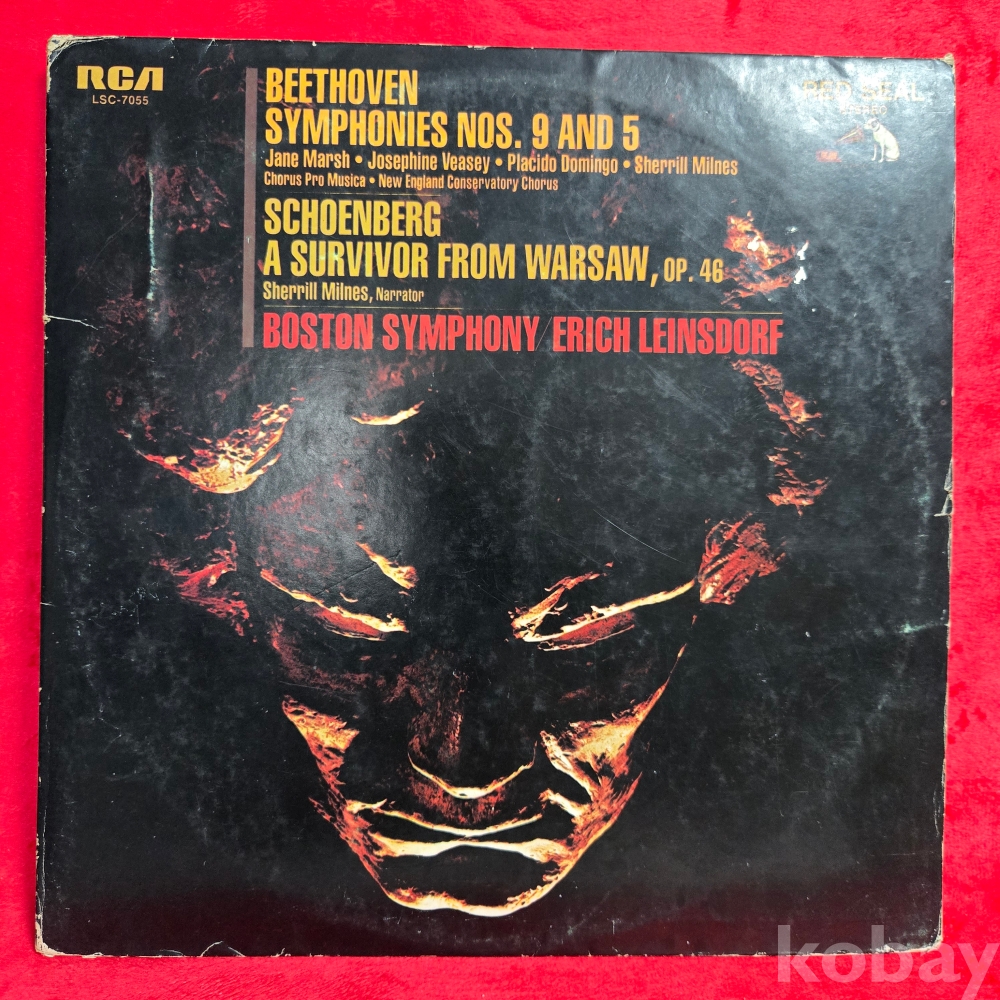 RCA
LSC-7055
BEETHOVEN
SYMPHONIES NOS. 9 AND 5
Jane Marsh • Josephine Veasey • Placido Domingo • Sherrill Milnes
Chorus Pro Musica • New England Conservatory Chorus
SCHOENBERG
A SURVIVOR FROM WARSAW, OP. 46
Sherrill Milnes, Narrator
BOSTON SYMPHONY/ERICH LEINSDORF
RED SEAL
STEREO
kobay